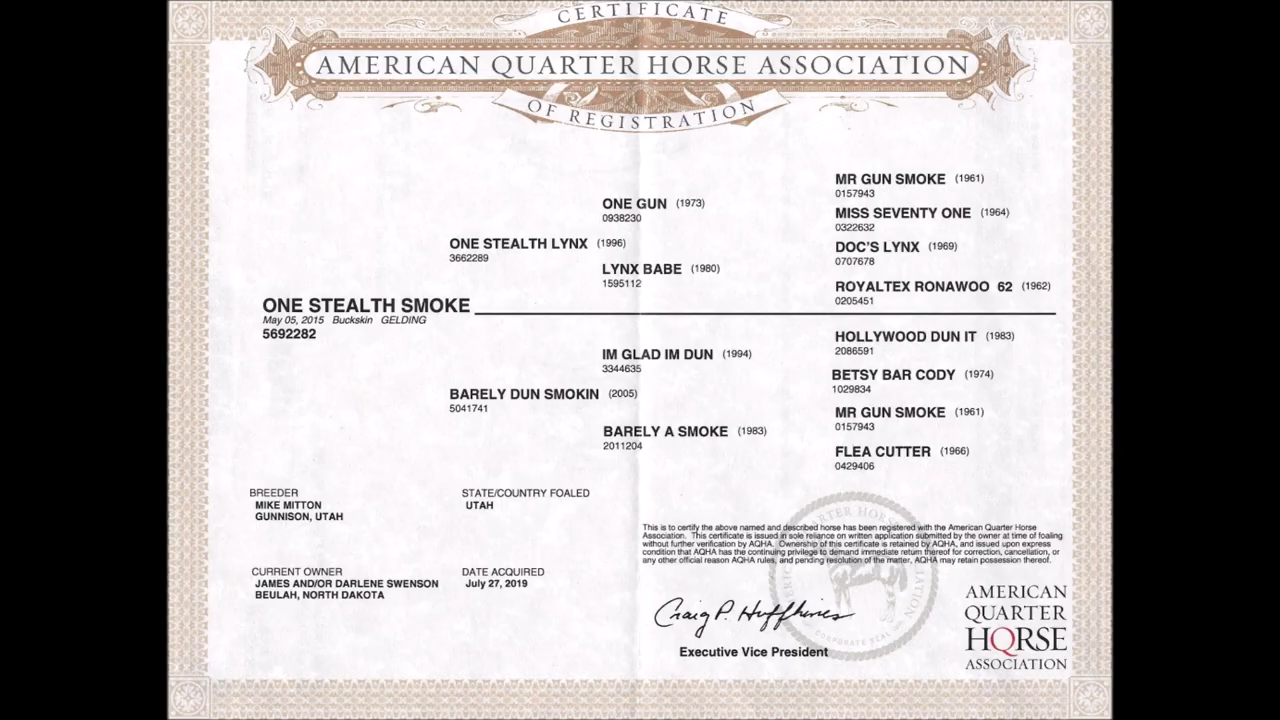 CERTIFICATE
AMERICAN QUARTER HORSE ASSOCIATION
OF REGISTRATION
MR GUN SMOKE (1961)
0157943
ONE GUN (1973)
0938230
MISS SEVENTY ONE (1964)
0322632
ONE STEALTH LYNX (1996)
3662289
DOC'S LYNX (1969)
0707678
LYNX BABE (1980)
1595112
ROYALTEX RONAWOO 62 (1962)
0205451
ONE STEALTH SMOKE
May 05, 2015 Buckskin GELDING
5692282
HOLLYWOOD DUN IT (1983)
2086591
IM GLAD IM DUN (1994)
3344635
BETSY BAR CODY (1974)
1029834
BARELY DUN SMOKIN (2005)
5041741
MR GUN SMOKE (1961)
0157943
BARELY A SMOKE (1983)
2011204
FLEA CUTTER (1966)
0429406
BREEDER
MIKE MITTON
GUNNISON, UTAH
STATE/COUNTRY FOALED
UTAH
CURRENT OWNER
JAMES AND/OR DARLENE SWENSON
BEULAH, NORTH DAKOTA
DATE ACQUIRED
July 27, 2019
This is to certify the above named and described horse has been registered with the American Quarter Horse
Association. This certificate is issued in sole reliance on written application submitted by the owner at time of foaling
without further verification by AQHA. Ownership of this certificate is retained by AQHA, and issued upon express
condition that AQHA has the continuing privilege to demand immediate return thereof for correction, cancellation, or
any other official reason AQHA rules, and pending resolution of the matter, AQHA may retain possession thereof.
Craig P. Huffhines
Executive Vice President
CORPORATE SEAL
AMERICAN
QUARTER
HORSE
ASSOCIATION